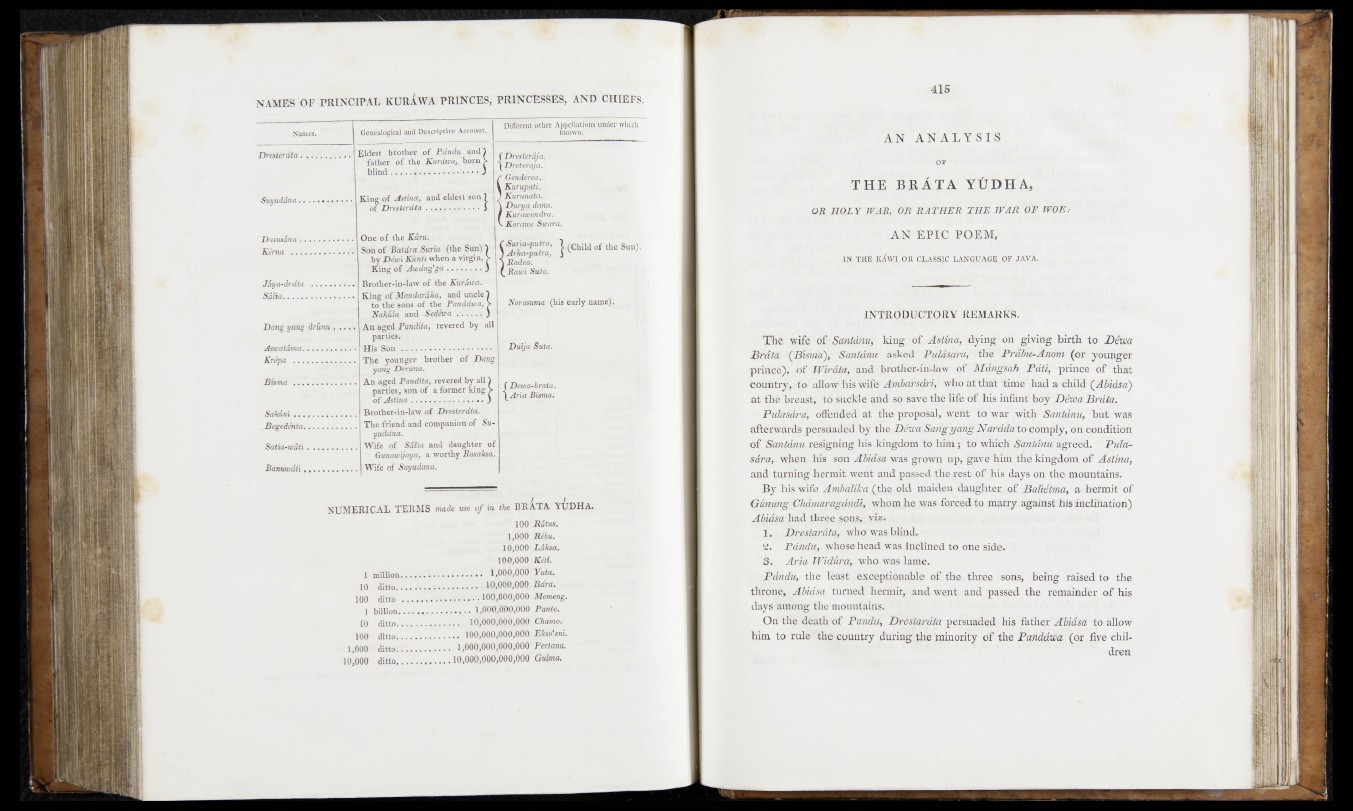 NAMES OF PRINCIPAL KURÁWA PRINCES, PRINCESSES, AND CHIEFS.
Names.
Genealogical and Descriptive Account.
Different other Appellations under which
known.
Dresteráta...........
Eldest brother of Pándu and
father of the Kuráwa, born
blind....................
Dresterája.
Dreteraja.
Suyudána............
King of Astina, and eldest son
of Dresteráta............
Genderea.
Kurupati.
Kurunata.
Durya dana.
Kurawendra.
Korawe Swara.
Dususána............
One of the Kúru.
Kérna..............
Son of Batára Suria (the Sun)
by Déwi Kúnti when a virgin,
King of Awáng'ga........
Suria-putra,
Arka-putra,
(Child of the Sun).
Radea.
Rawi Suta.
Jáya-dráta..........
Brother-in-law of the Kuráwa.
Sália................
King of Mandaráka, and uncle
to the sons of the Pandáwa,
Nakúla and Sedéwa......
Norasuma (his early name).
Dang yang drúna.....
An aged Pandita, revered by all
parties.
Aswatáma............
His Son....................
Duija Suta.
Krépa..............
The younger brother of Dang
yang Deruna.
Bisma..............
An aged Pandita, revered by all
parties, son of a former king
of Astina................
Dewa-brata.
Aria Bisma.
Sakúni..............
Brother-in-law of Dresteráta.
Begedénta............
The friend and companion of Su-
yudána.
Satia-wáti..........
Wife of Sália and daughter of
Gunawijaya, a worthy Rasaksa.
Banuwáti............
Wife of Suyudana.
NUMERICAL TERMS made use of in the BRÁTA YÚDHA.
100 Rátus.
1,000 Rébu.
10,000 Láksa.
100,000 Kéti.
1 million.................. 1,000,000 Yuta.
10 ditto.................. 10,000,000 Bára.
100 ditto..................100,000,000 Memeng.
1 billion................ 1,000,000,000 Pante.
10 ditto.............. 10,000,000,000 Chamo.
100 ditto.............. 100,000,000,000 Eksa'eni.
1,000 ditto............ 1,000,000,000,000 Pertana.
10,000 ditto............10,000,000,000,000 Gulma.
415
AN ANALYSIS
OF
THE BRÁTA YÚDHA,
OR HOLY WAR, OR RATHER THE WAR OF WOE:
AN EPIC POEM,
IN THE KÁWI OR CLASSIC LANGUAGE OF JAVA.
INTRODUCTORY REMARKS.
The wife of Santánu, king of Astína, dying on giving birth to Déwa
Bráta (Bisma), Santánu asked Pulásara, the Prábu-Anom (or younger
prince), of Wiráta, and brother-in-law of Mángsah Páti, prince of that
country, to allow his wife Ambarsári, who at that time had a child (Abiása)
at the breast, to suckle and so save the life of his infant boy Déwa Bráta.
Pulasára, offended at the proposal, went to war with Santánu, but was
afterwards persuaded by the Déwa Sang yang Naráda to comply, on condition
of Santánu resigning his kingdom to him; to which Santánu agreed. Pula-
sára, when his son Abiása was grown up, gave him the kingdom of Ástina,
and turning hermit went and passed the rest of his days on the mountains.
By his wife Ambalíka (the old maiden daughter of Baliétma, a hermit of
Gúnung Chámaragándi, whom he was forced to marry against his inclination)
Abiása had three sons, viz.
1. Drestaráta, who was blind.
2. Pándu, whose head was inclined to one side.
3. Aria Widúra, who was lame.
Pándu, the least exceptionable of the three sons, being raised to the
throne, Abiása turned hermit, and went and passed the remainder of his
days among the mountains.
On the death of Pandu, Drestaráta persuaded his father Abiása to allow
him to rule the country during the minority of the Pandáwa (or five chil-
dren